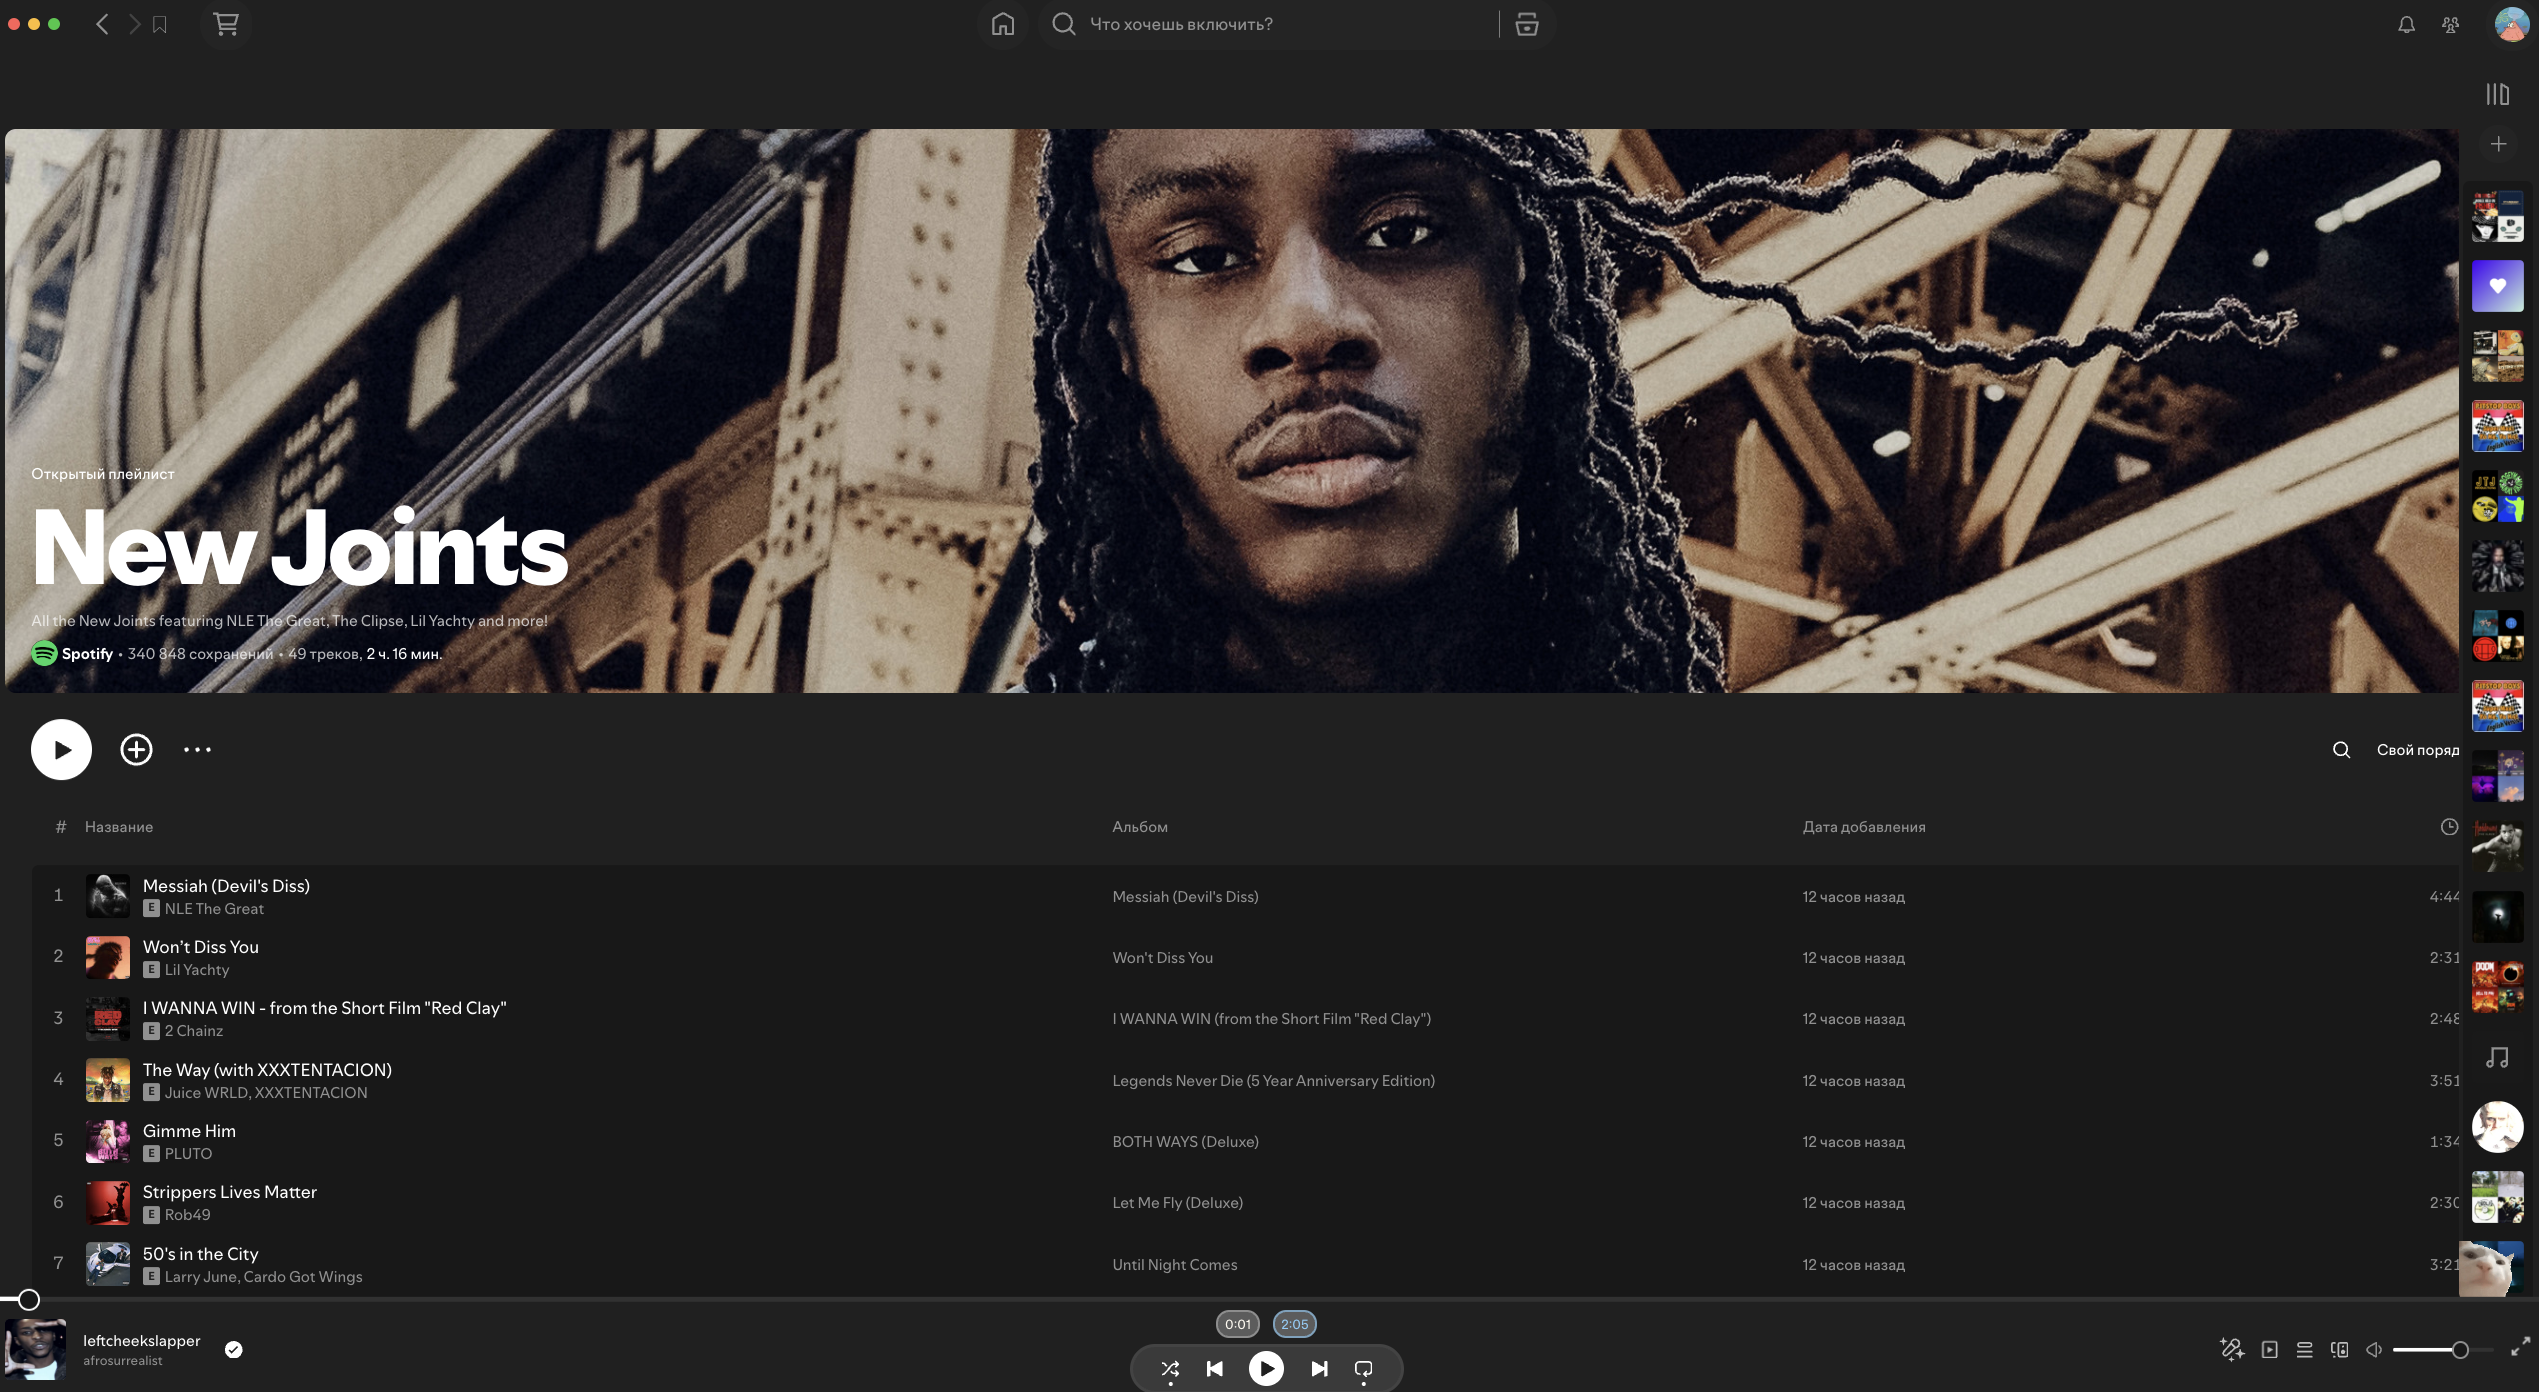 Что хочешь включить?
Открытый плейлист
New Joints
All the New Joints featuring NLE The Great, The Clipse, Lil Yachty and more!
Spotify • 340 848 сохранений • 49 треков, 2 ч. 16 мин.
Свой поряд
# Название Альбом Дата добавления
1 Messiah (Devil's Diss) Messiah (Devil's Diss) 12 часов назад 4:44
E NLE The Great
2 Won't Diss You Won't Diss You 12 часов назад 2:31
E Lil Yachty
3 I WANNA WIN - from the Short Film "Red Clay" I WANNA WIN (from the Short Film "Red Clay") 12 часов назад 2:48
E 2 Chainz
4 The Way (with XXXTENTACION) Legends Never Die (5 Year Anniversary Edition) 12 часов назад 3:51
E Juice WRLD, XXXTENTACION
5 Gimme Him BOTH WAYS (Deluxe) 12 часов назад 1:34
E PLUTO
6 Strippers Lives Matter Let Me Fly (Deluxe) 12 часов назад 2:30
E Rob49
7 50's in the City Until Night Comes 12 часов назад 3:21
E Larry June, Cardo Got Wings
0:01 2:05
leftcheekslapper
afrosurrealist
RED CLAY
DOOM